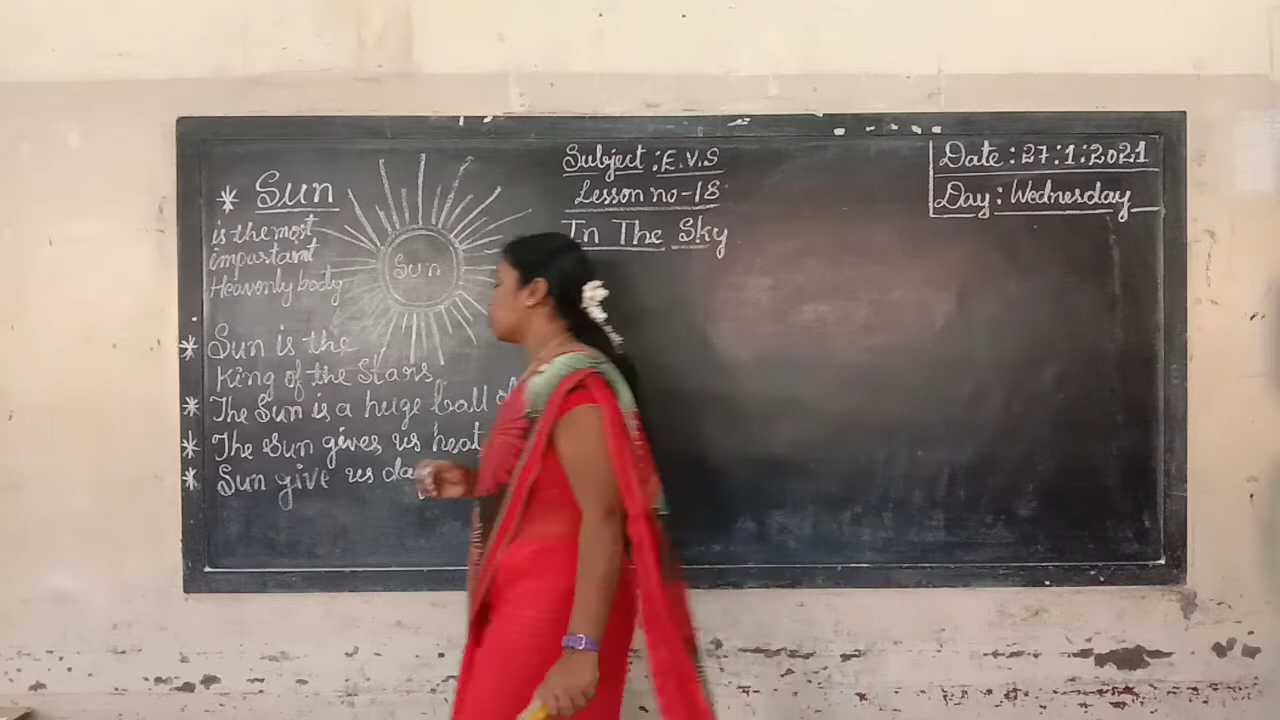 Subject : E.V.S
Lesson no-18
In The Sky
Date : 27:1:2021
Day: Wednesday
* Sun
is the most
important
Heavenly body
Sun
* Sun is the
King of the Stars
* The Sun is a huge ball
* The Sun gives us heat
* Sun give us